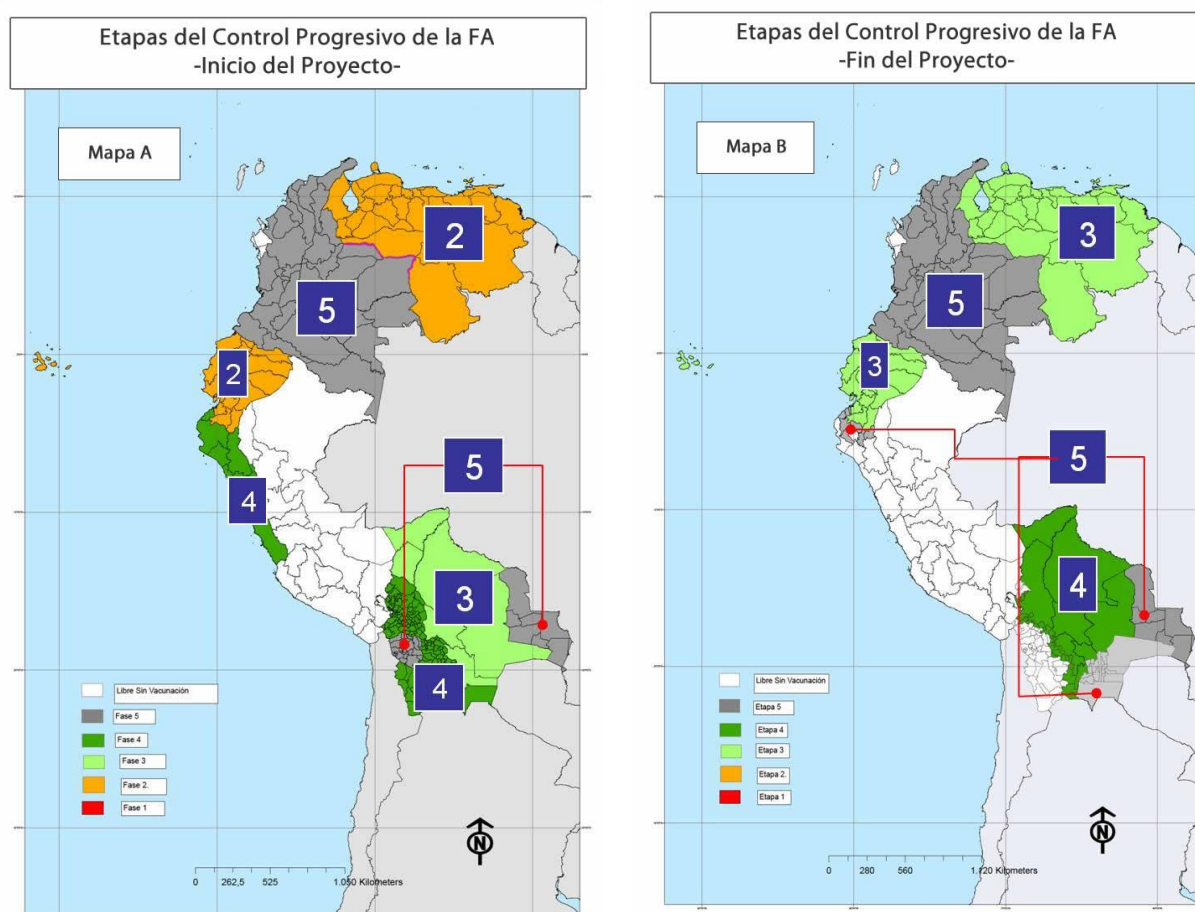 Etapas del Control Progresivo de la FA
-Inicio del Proyecto-
Mapa A
2
5
2
4
5
3
4
Libre Sin Vacunación
Fase 5
Fase 4
Fase 3
Fase 2.
Fase 1
N
0 262,5 525 1.050 Kilometers
Etapas del Control Progresivo de la FA
-Fin del Proyecto-
Mapa B
3
5
3
5
4
Libre Sin Vacunación
Etapa 5
Etapa 4
Etapa 3
Etapa 2.
Etapa 1
N
0 280 560 1.120 Kilometers